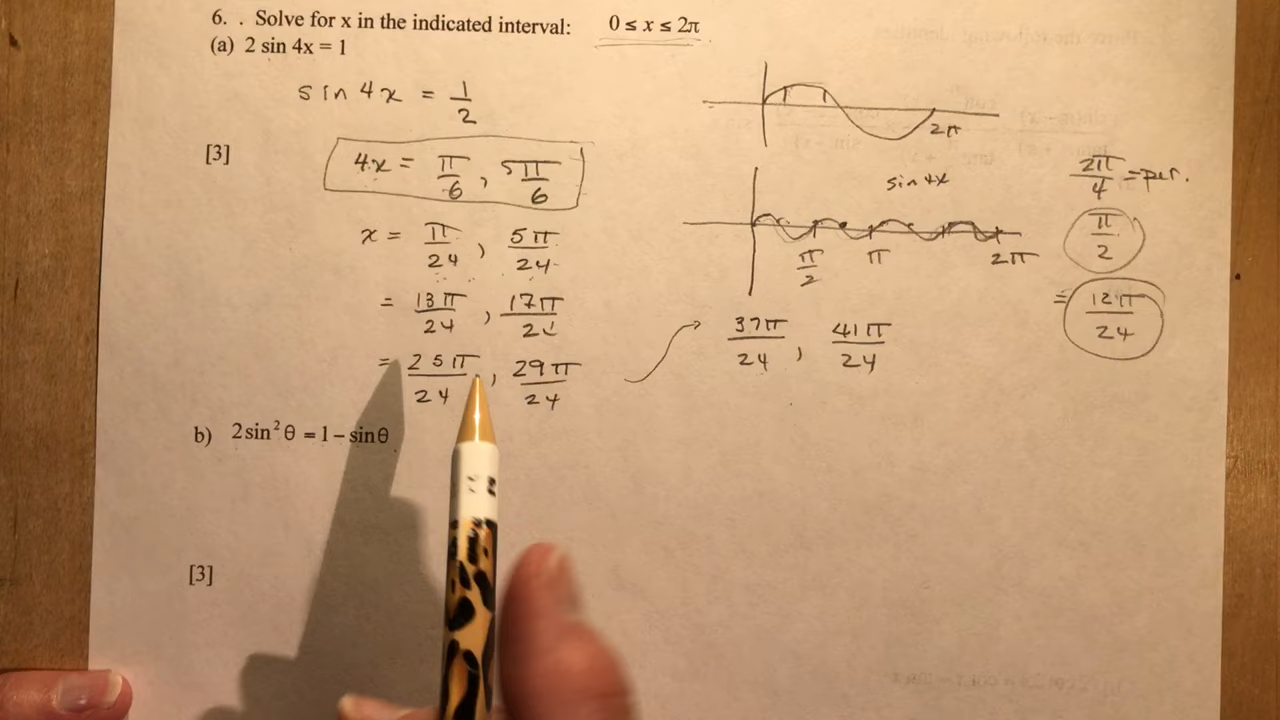 6. . Solve for x in the indicated interval: 0 ≤ x ≤ 2π
(a) 2 sin 4x = 1
sin 4x = 1/2
[3]
4x = π/6, 5π/6
x = π/24, 5π/24
= 13π/24, 17π/24
= 25π/24, 29π/24
37π/24, 41π/24
2π
sin 4x
π/2 π 2π
2π/4 = per.
π/2
= 12π/24
b) 2sin²θ = 1 − sinθ
[3]